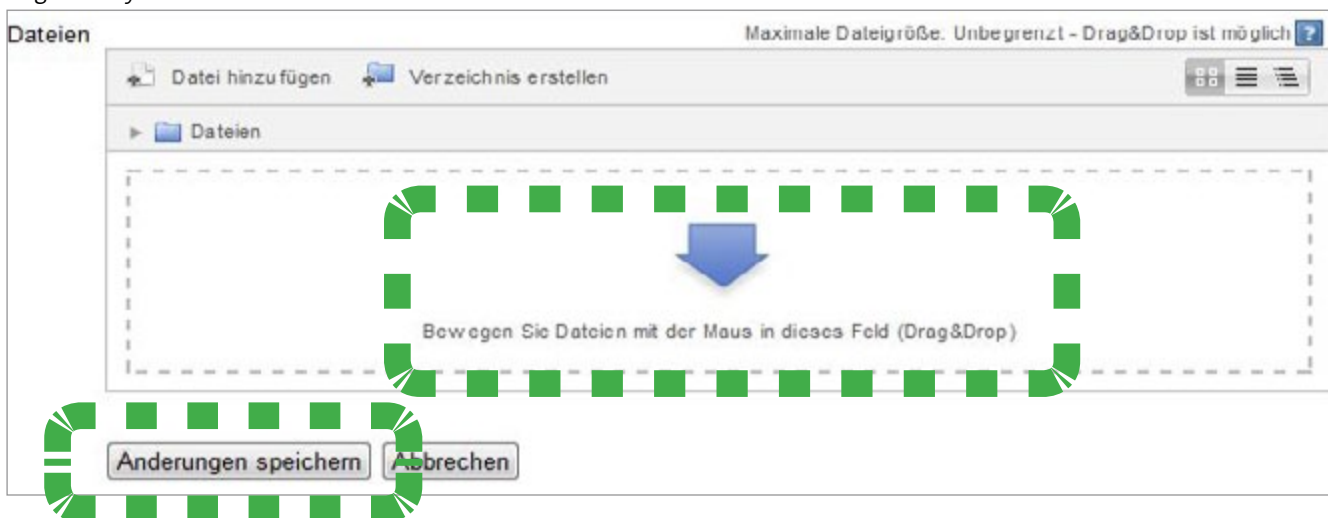 Dateien
Maximale Dateigröße: Unbegrenzt - Drag&Drop ist möglich ?
Datei hinzufügen Verzeichnis erstellen
Dateien
Bewegen Sie Dateien mit der Maus in dieses Feld (Drag&Drop)
Änderungen speichern Abbrechen